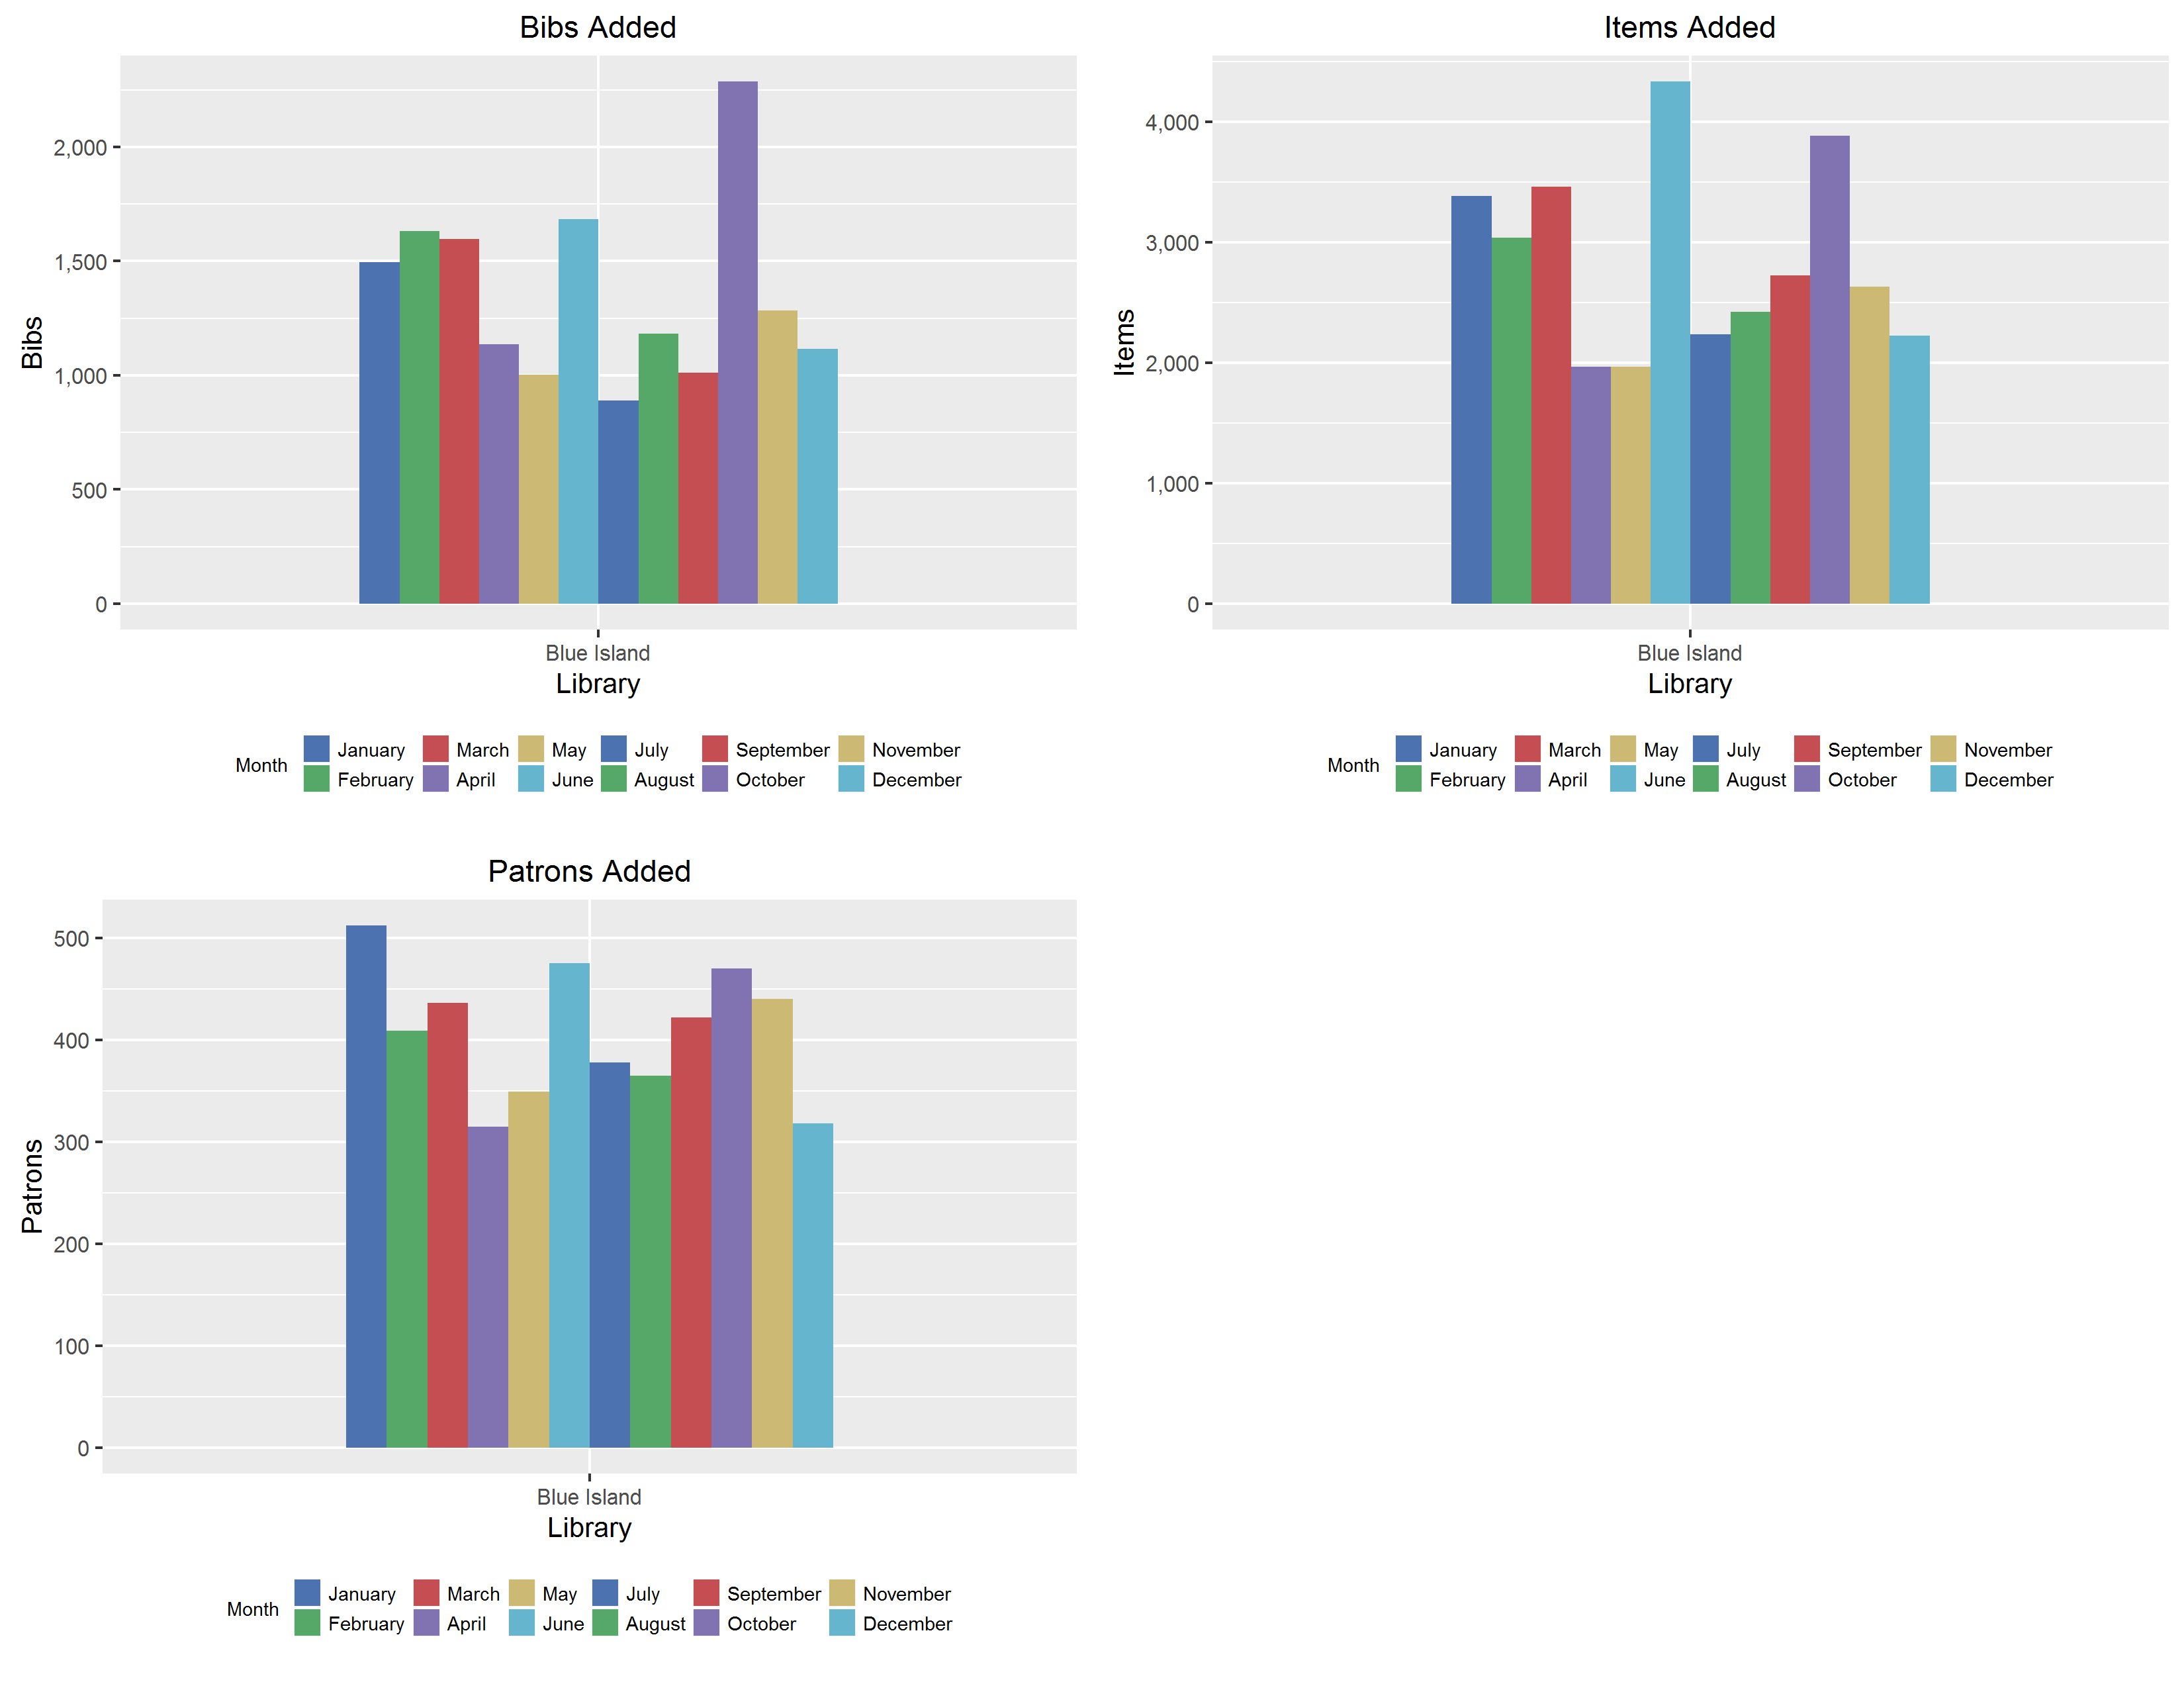 Bibs Added
Bibs
2,000
1,500
1,000
500
0
Blue Island
Library
Month
January March May July September November
February April June August October December
Items Added
Items
4,000
3,000
2,000
1,000
0
Blue Island
Library
Month
January March May July September November
February April June August October December
Patrons Added
Patrons
500
400
300
200
100
0
Blue Island
Library
Month
January March May July September November
February April June August October December